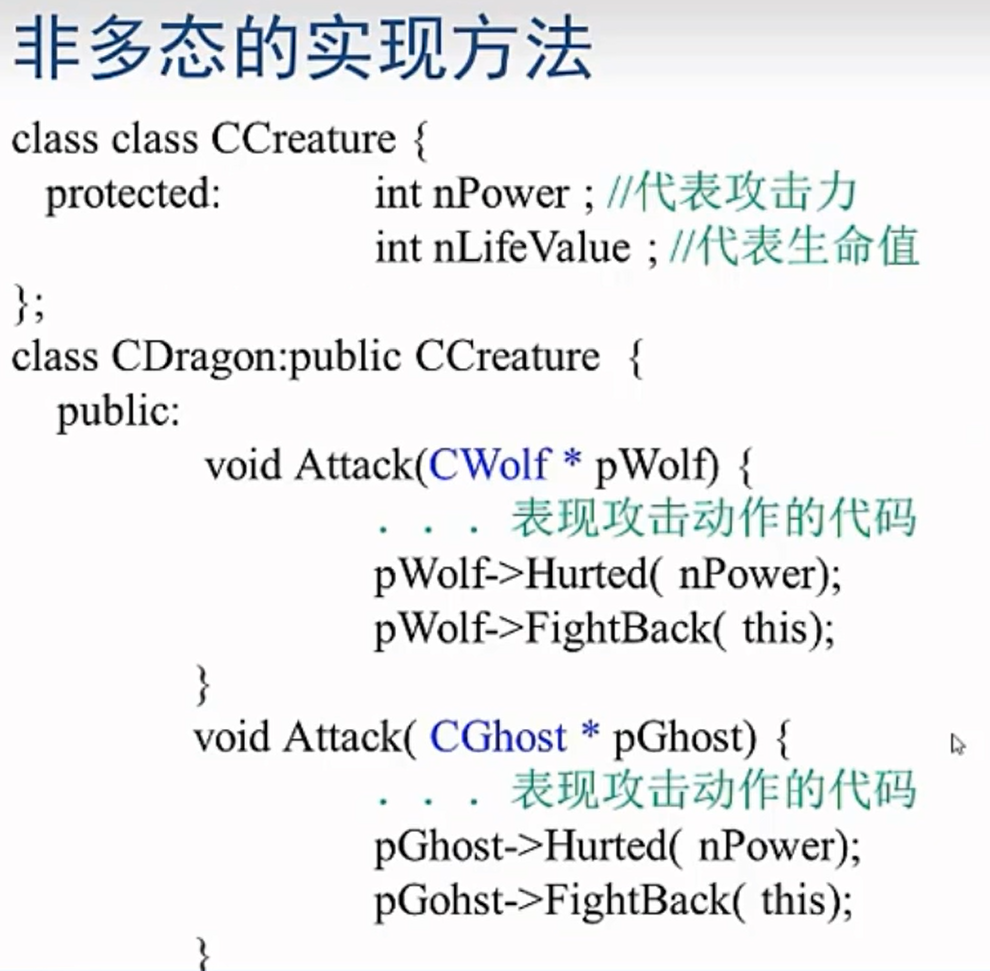 非多态的实现方法
class class CCreature {
protected: int nPower ; //代表攻击力
int nLifeValue ; //代表生命值
};
class CDragon:public CCreature {
public:
void Attack(CWolf * pWolf) {
. . . 表现攻击动作的代码
pWolf->Hurted( nPower);
pWolf->FightBack( this);
}
void Attack( CGhost * pGhost) {
. . . 表现攻击动作的代码
pGhost->Hurted( nPower);
pGohst->FightBack( this);
}